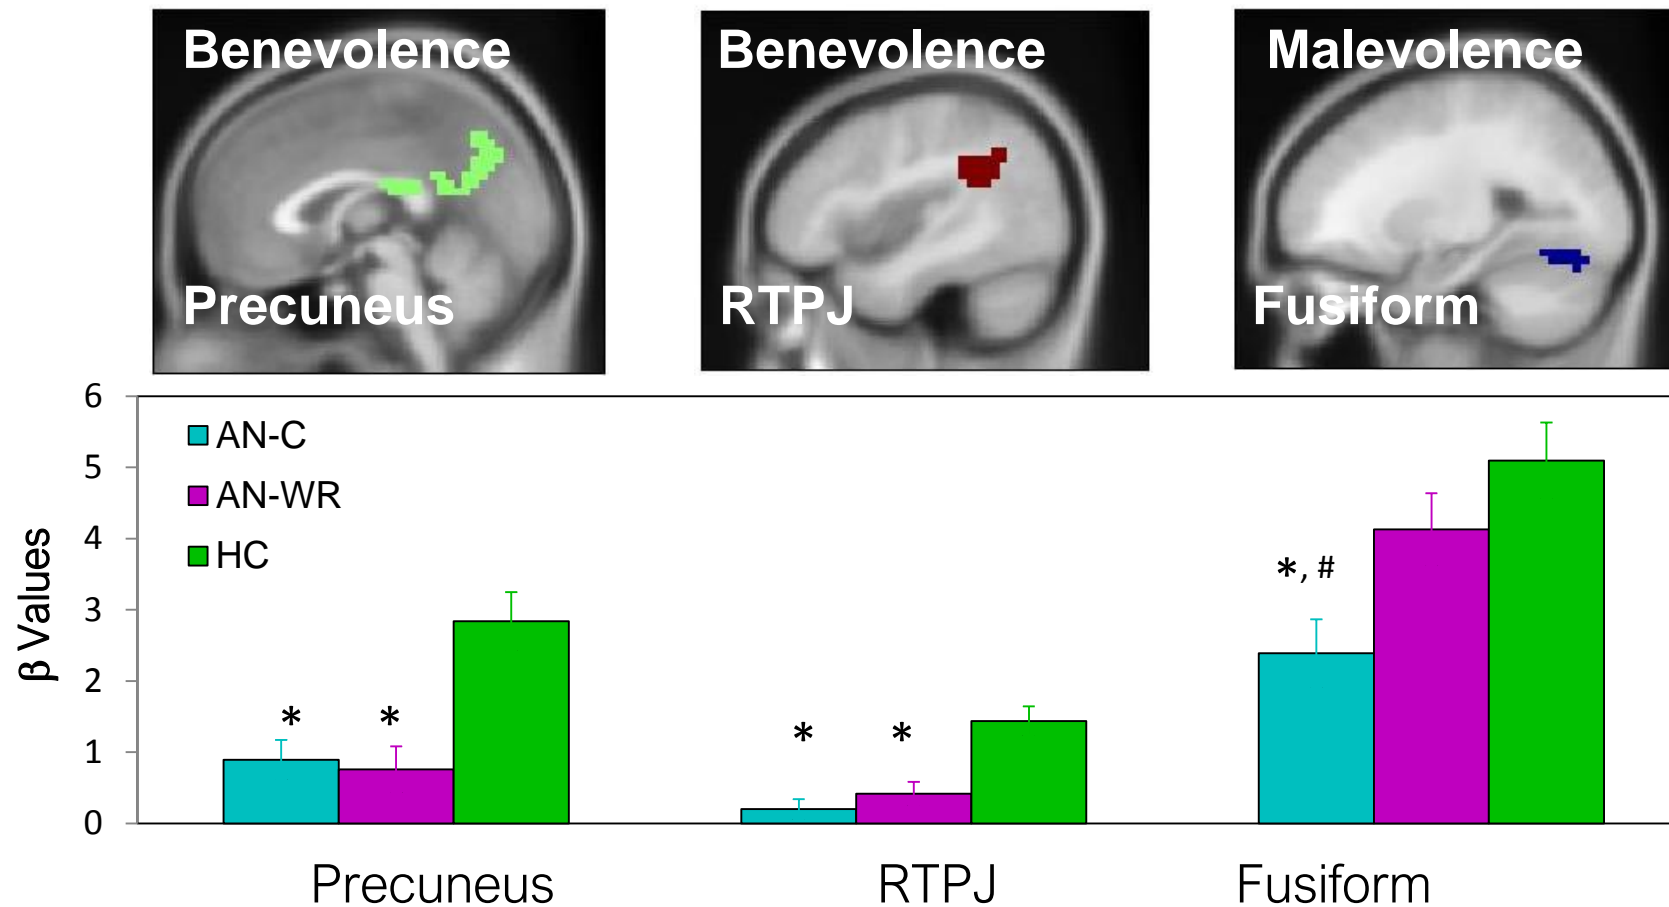 Benevolence
Benevolence
Malevolence
Precuneus
RTPJ
Fusiform
6
5
4
3
2
1
0
β Values
AN-C
AN-WR
HC
*
*
*
*
*, #
Precuneus
RTPJ
Fusiform